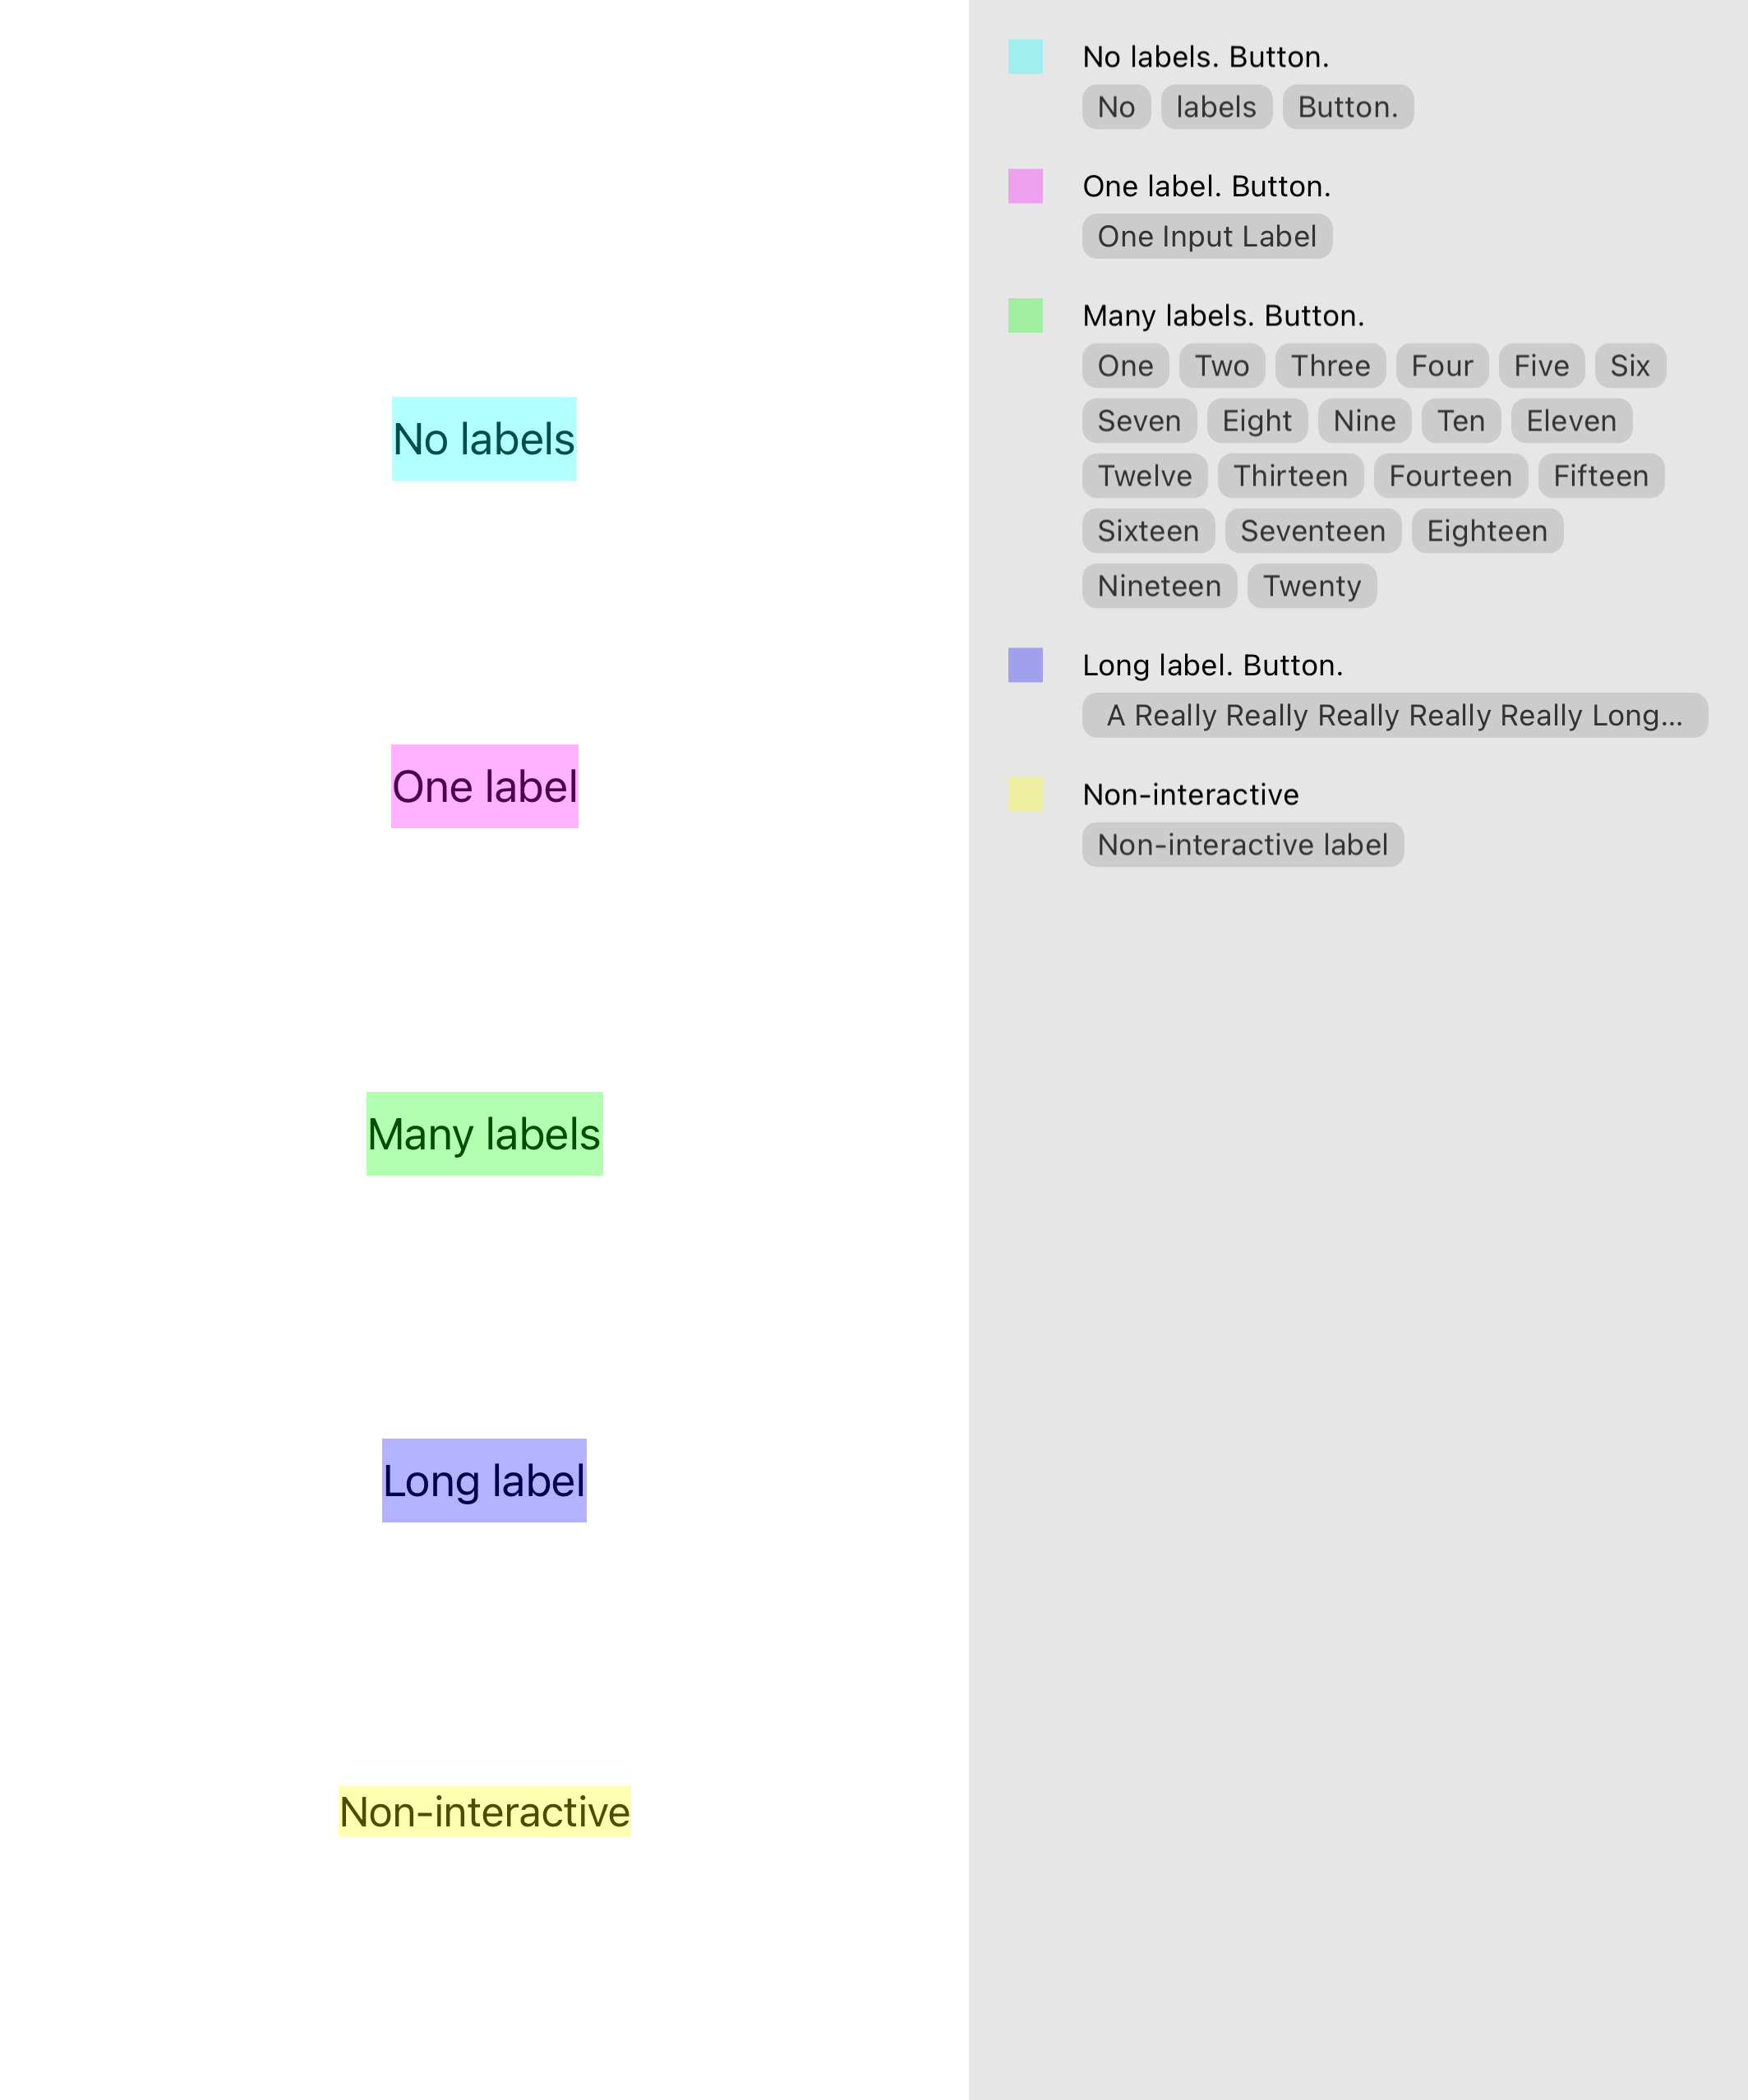 No labels
One label
Many labels
Long label
Non-interactive
No labels. Button.
No labels Button.
One label. Button.
One Input Label
Many labels. Button.
One Two Three Four Five Six
Seven Eight Nine Ten Eleven
Twelve Thirteen Fourteen Fifteen
Sixteen Seventeen Eighteen
Nineteen Twenty
Long label. Button.
A Really Really Really Really Really Long...
Non-interactive
Non-interactive label